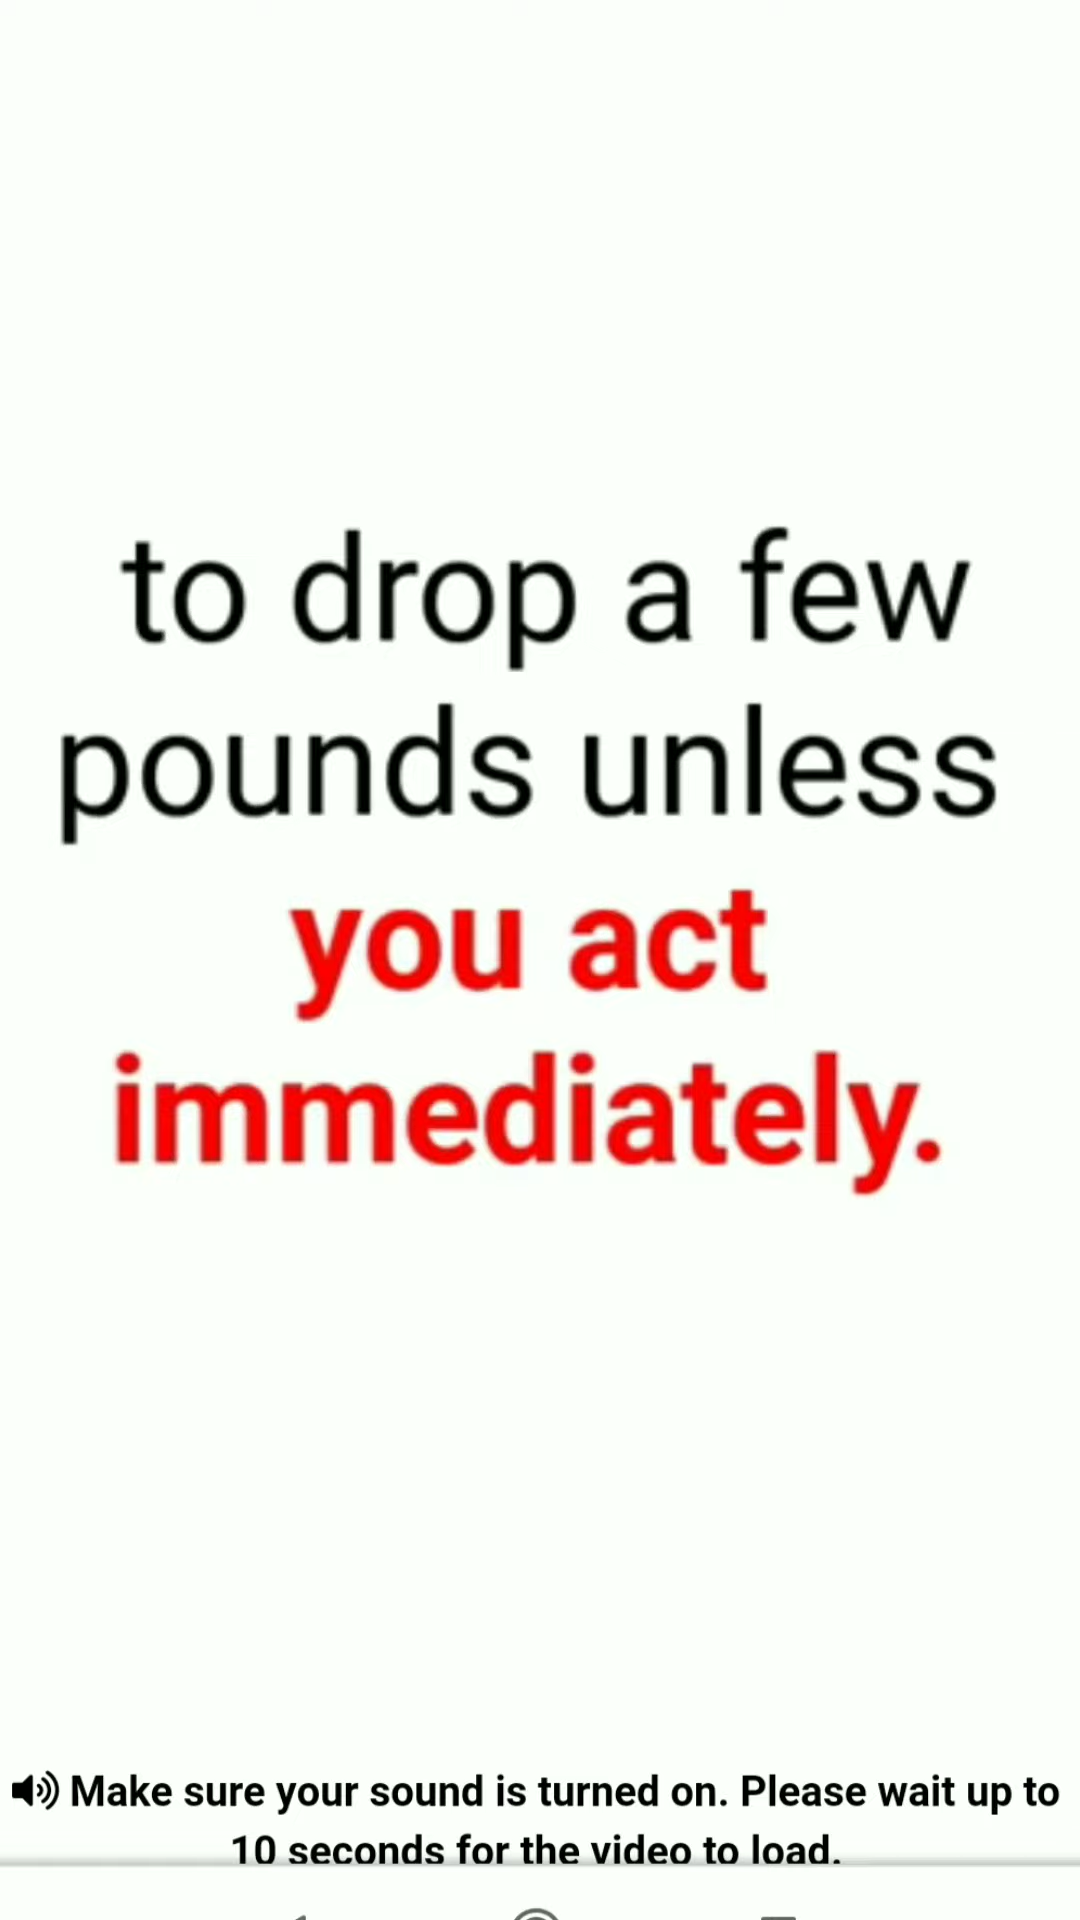 to drop a few
pounds unless
you act
immediately.
Make sure your sound is turned on. Please wait up to
10 seconds for the video to load.